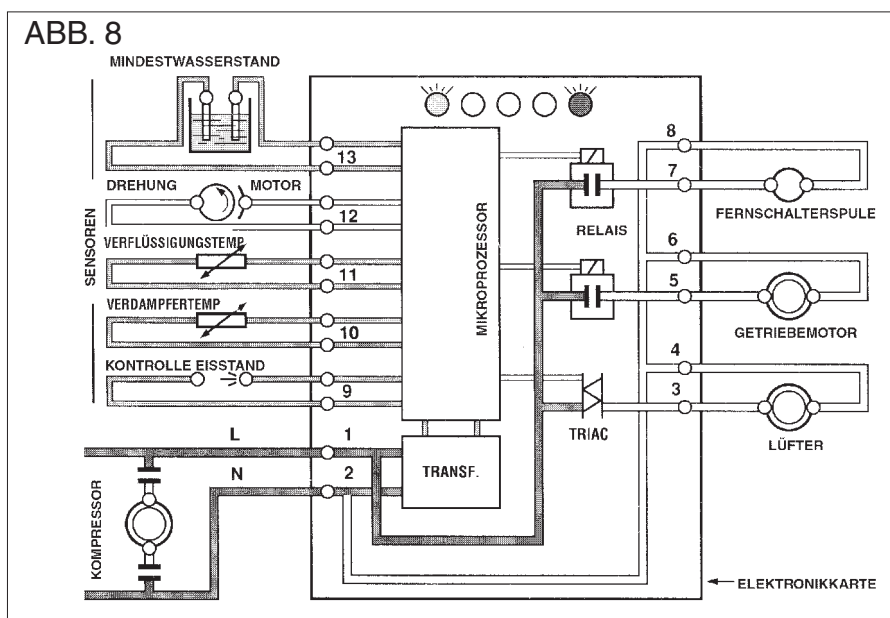 ABB. 8
MINDESTWASSERSTAND
SENSOREN
13
DREHUNG MOTOR
12
VERFLÜSSIGUNGSTEMP
11
VERDAMPFERTEMP
10
KONTROLLE EISSTAND
9
L
1
N
2
KOMPRESSOR
MIKROPROZESSOR
TRANSF.
RELAIS
TRIAC
8
7
FERNSCHALTERSPULE
6
5
GETRIEBEMOTOR
4
3
LÜFTER
ELEKTRONIKKARTE